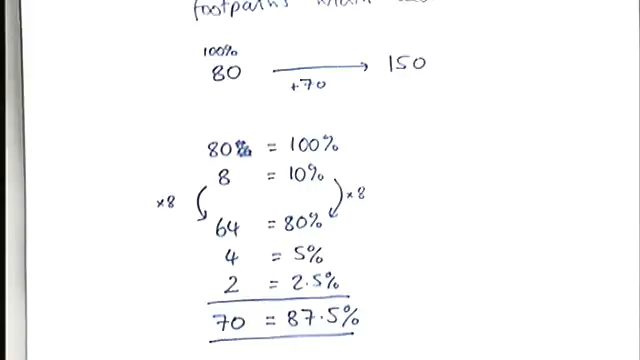 footpaths
100%
80 → 150
+70
80 = 100%
8 = 10%
×8 ×8
64 = 80%
4 = 5%
2 = 2.5%
70 = 87.5%